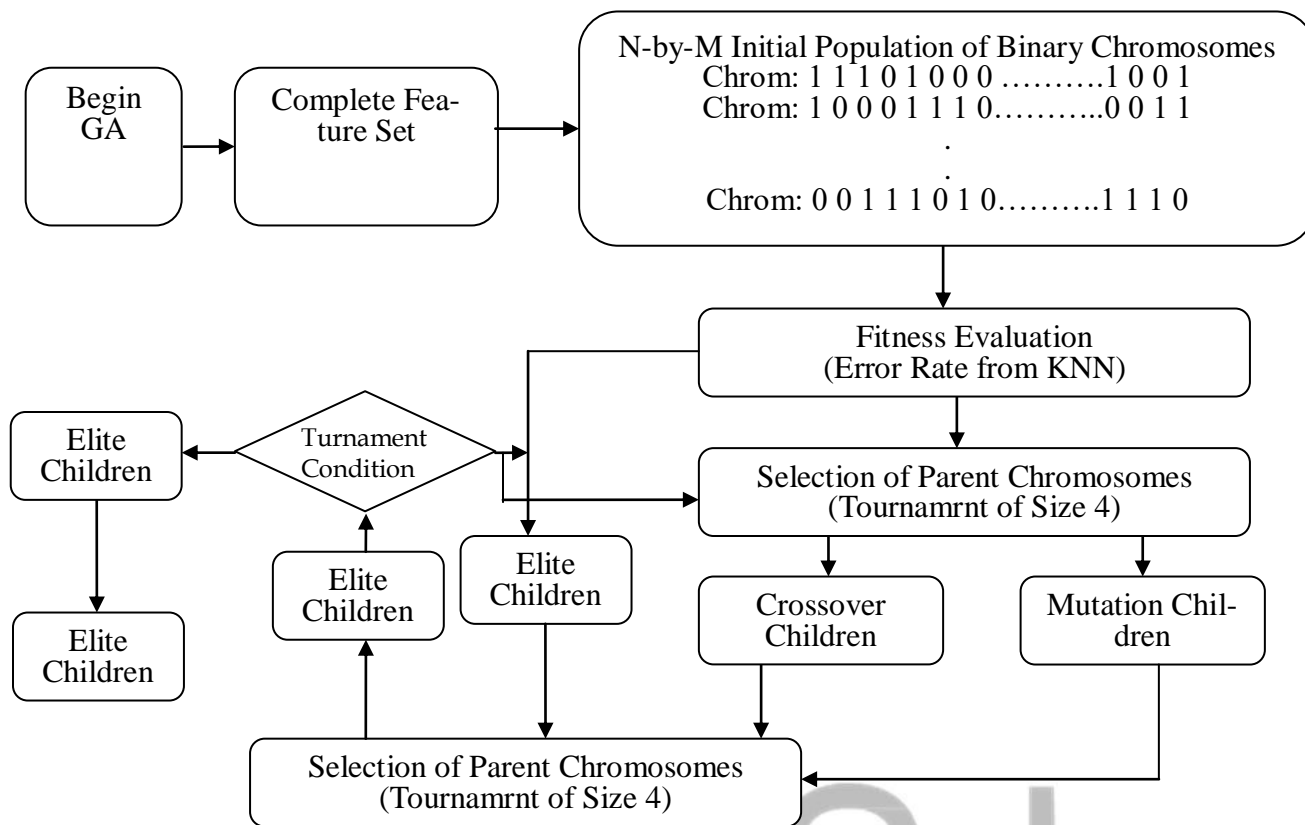 Begin
GA
Complete Fea-
ture Set
N-by-M Initial Population of Binary Chromosomes
Chrom: 1 1 1 0 1 0 0 0 ……….1 0 0 1
Chrom: 1 0 0 0 1 1 1 0………..0 0 1 1
.
.
Chrom: 0 0 1 1 1 0 1 0……….1 1 1 0
Fitness Evaluation
(Error Rate from KNN)
Elite
Children
Turnament
Condition
Selection of Parent Chromosomes
(Tournamrnt of Size 4)
Elite
Children
Elite
Children
Crossover
Children
Mutation Chil-
dren
Elite
Children
Selection of Parent Chromosomes
(Tournamrnt of Size 4)